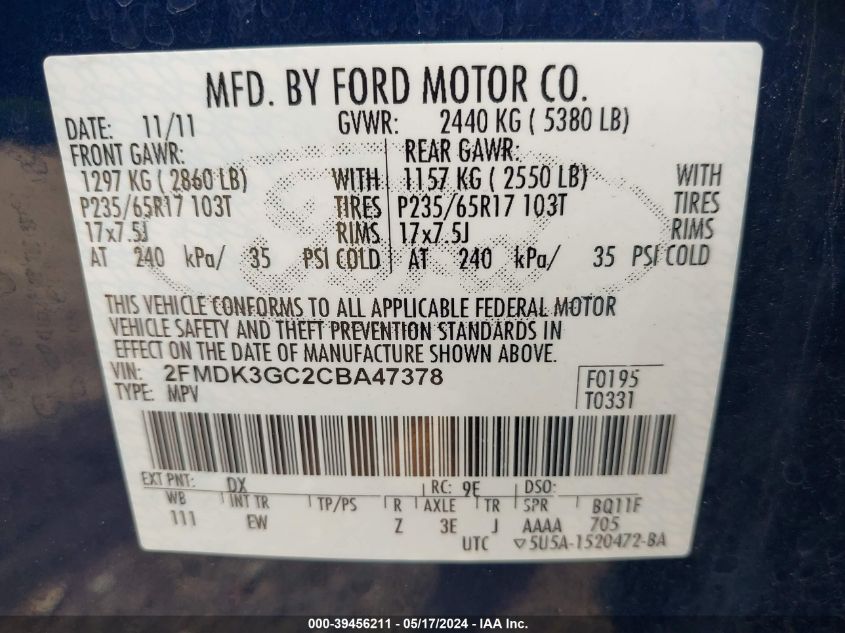 MFD. BY FORD MOTOR CO.
DATE: 11/11 GVWR: 2440 KG ( 5380 LB)
FRONT GAWR: REAR GAWR:
1297 KG ( 2860 LB) WITH 1157 KG ( 2550 LB) WITH
P235/65R17 103T TIRES P235/65R17 103T TIRES
17x7.5J RIMS 17x7.5J RIMS
AT 240 kPa/ 35 PSI COLD AT 240 kPa/ 35 PSI COLD
THIS VEHICLE CONFORMS TO ALL APPLICABLE FEDERAL MOTOR
VEHICLE SAFETY AND THEFT PREVENTION STANDARDS IN
EFFECT ON THE DATE OF MANUFACTURE SHOWN ABOVE.
VIN: 2FMDK3GC2CBA47378 F0195
TYPE: MPV T0331
EXT PNT: DX RC: 9E DSO:
WB INT TR TP/PS R AXLE TR SPR BQ11F
111 EW Z 3E J AAAA 705
UTC ▽5U5A-1520472-BA
000-39456211 - 05/17/2024 - IAA Inc.